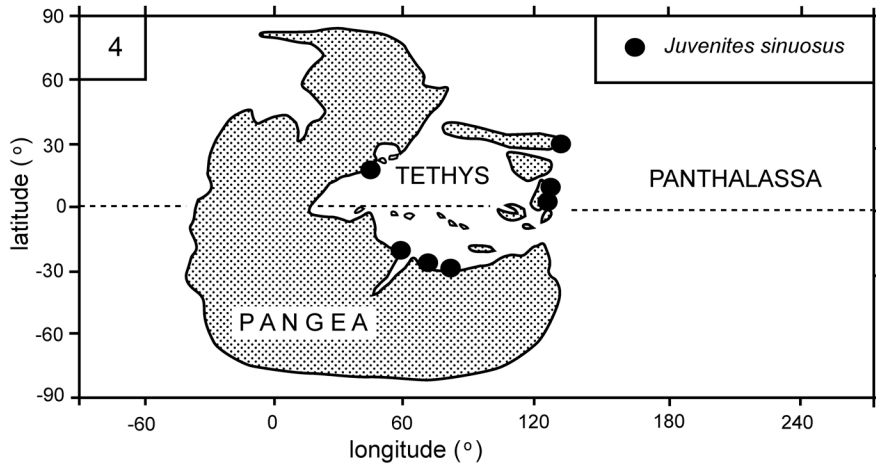 90
4
Juvenites sinuosus
60
30
TETHYS
PANTHALASSA
0
latitude (°)
-30
PANGEA
-60
-90
-60 0 60 120 180 240
longitude (°)